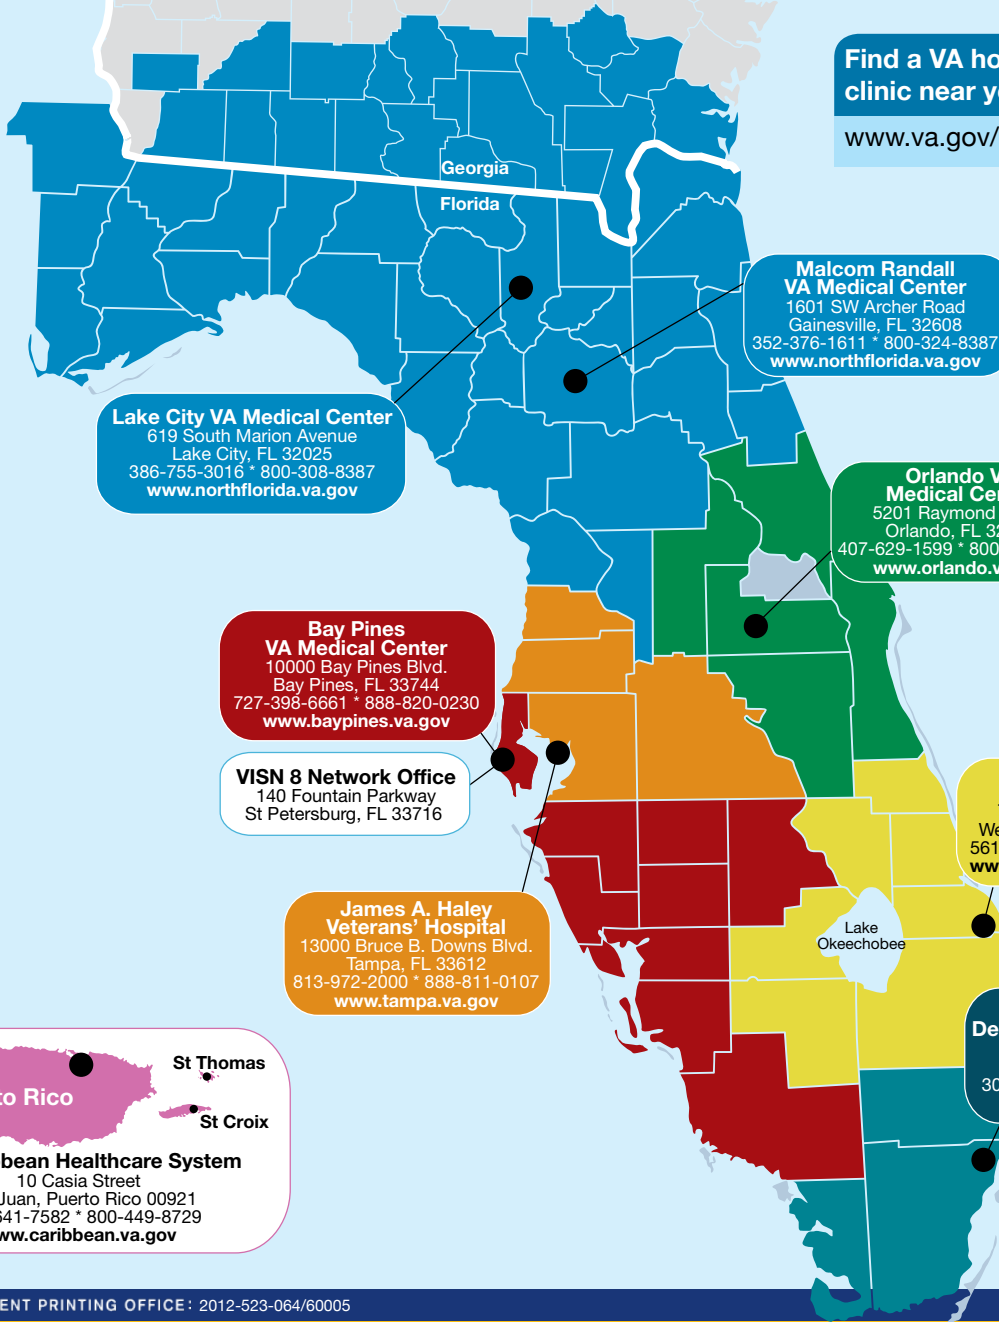 Find a VA
clinic near
www.va.gov/
Georgia
Florida
Malcom Randall
VA Medical Center
1601 SW Archer Road
Gainesville, FL 32608
352-376-1611 * 800-324-8387
www.northflorida.va.gov
Lake City VA Medical Center
619 South Marion Avenue
Lake City, FL 32025
386-755-3016 * 800-308-8387
www.northflorida.va.gov
Orlando
Medical
5201 Raymond
Orlando, FL
407-629-1599 * 800
www.orlando.v
Bay Pines
VA Medical Center
10000 Bay Pines Blvd.
Bay Pines, FL 33744
727-398-6661 * 888-820-0230
www.baypines.va.gov
VISN 8 Network Office
140 Fountain Parkway
St Petersburg, FL 33716
561
James A. Haley
Veterans' Hospital
13000 Bruce B. Downs Blvd.
Tampa, FL 33612
813-972-2000 * 888-811-0107
www.tampa.va.gov
Lake
Okeechobee
St Thomas
Rico
St Croix
bean Healthcare System
10 Casia Street
Juan, Puerto Rico 00921
641-7582 * 800-449-8729
ww.caribbean.va.gov
ENT PRINTING OFFICE: 2012-523-064/60005